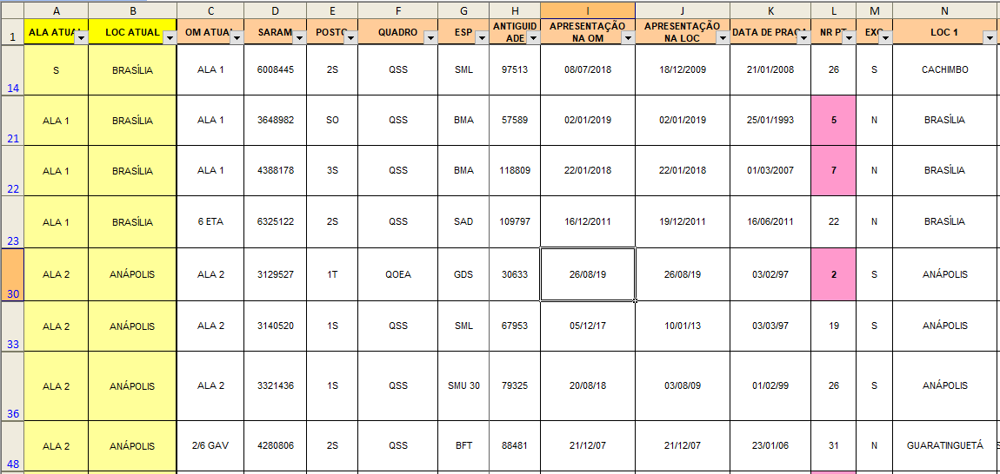 A B C D E F G H I J K L M N
1 ALA ATUA LOC ATUAL OM ATUA SARAM POSTO QUADRO ESP ANTIGUID ADE APRESENTAÇÃO NA OM APRESENTAÇÃO NA LOC DATA DE PRAÇA NR PT EXC LOC 1
14 S BRASÍLIA ALA 1 6008445 2S QSS SML 97513 08/07/2018 18/12/2009 21/01/2008 26 S CACHIMBO
21 ALA 1 BRASÍLIA ALA 1 3648982 SO QSS BMA 57589 02/01/2019 02/01/2019 25/01/1993 5 N BRASÍLIA
22 ALA 1 BRASÍLIA ALA 1 4388178 3S QSS BMA 118809 22/01/2018 22/01/2018 01/03/2007 7 N BRASÍLIA
23 ALA 1 BRASÍLIA 6 ETA 6325122 2S QSS SAD 109797 16/12/2011 19/12/2011 16/06/2011 22 N BRASÍLIA
30 ALA 2 ANÁPOLIS ALA 2 3129527 1T QOEA GDS 30633 26/08/19 26/08/19 03/02/97 2 S ANÁPOLIS
33 ALA 2 ANÁPOLIS ALA 2 3140520 1S QSS SML 67953 05/12/17 10/01/13 03/03/97 19 S ANÁPOLIS
36 ALA 2 ANÁPOLIS ALA 2 3321436 1S QSS SMU 30 79325 20/08/18 03/08/09 01/02/99 26 S ANÁPOLIS
48 ALA 2 ANÁPOLIS 2/6 GAV 4280806 2S QSS BFT 88481 21/12/07 21/12/07 23/01/06 31 N GUARATINGUETÁ